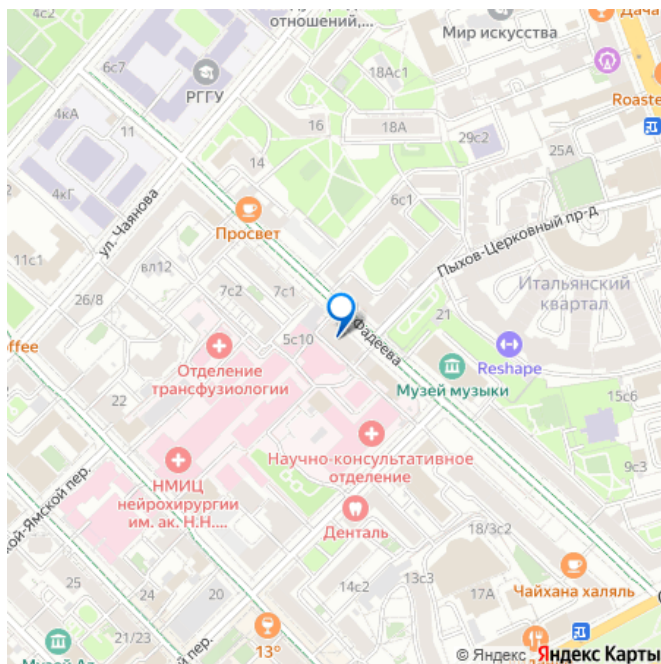 4с2
отношений,
Мир искусства
Дача
6с7
РГГУ
18Ас1
Roaste
4кА
11
16
18А
29с2
25А
14
4кГ
ул. Чаянова
6с1
Просвет
Пыхов-Церковный пр-д
11с1
вл12
26/8
7с2
7с1
Итальянский
квартал
5с10
Фадеева
21
ffee
Отделение
трансфузиологии
Reshape
Музей музыки
22
15с6
Научно-консультативное
отделение
НМИЦ
нейрохирургии
им. ак. Н.Н....
9с3
кой-Ямской пер.
Денталь
18/3с2
25
24
20
14с2
13с3
17А
Чайхана халяль
21/23
пер.
13°
© Яндекс Яндекс Карты